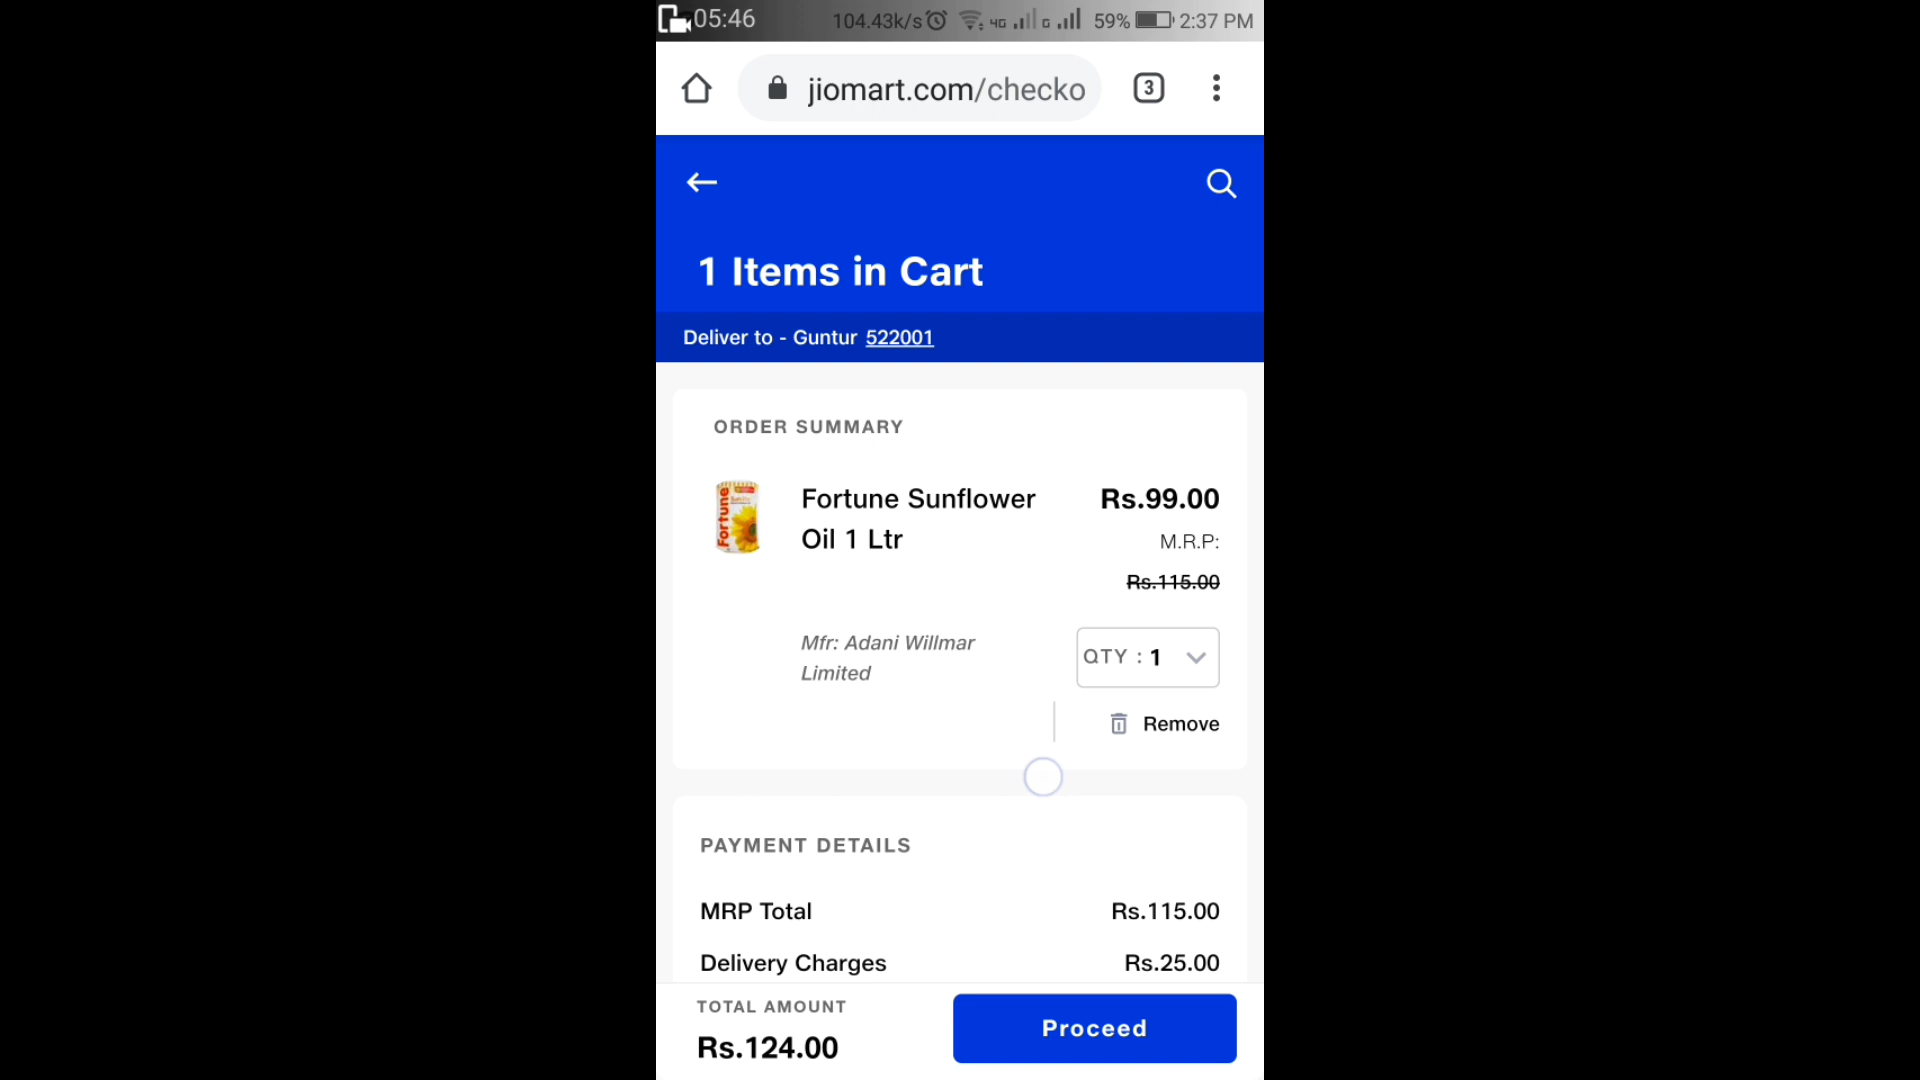 05:46 104.43k/s 4G G 59% 2:37 PM
jiomart.com/checko 3
1 Items in Cart
Deliver to - Guntur 522001
ORDER SUMMARY
Fortune
Fortune Sunflower Rs.99.00
Oil 1 Ltr M.R.P:
Rs.115.00
Mfr: Adani Willmar
Limited
QTY : 1
Remove
PAYMENT DETAILS
MRP Total Rs.115.00
Delivery Charges Rs.25.00
TOTAL AMOUNT
Rs.124.00
Proceed